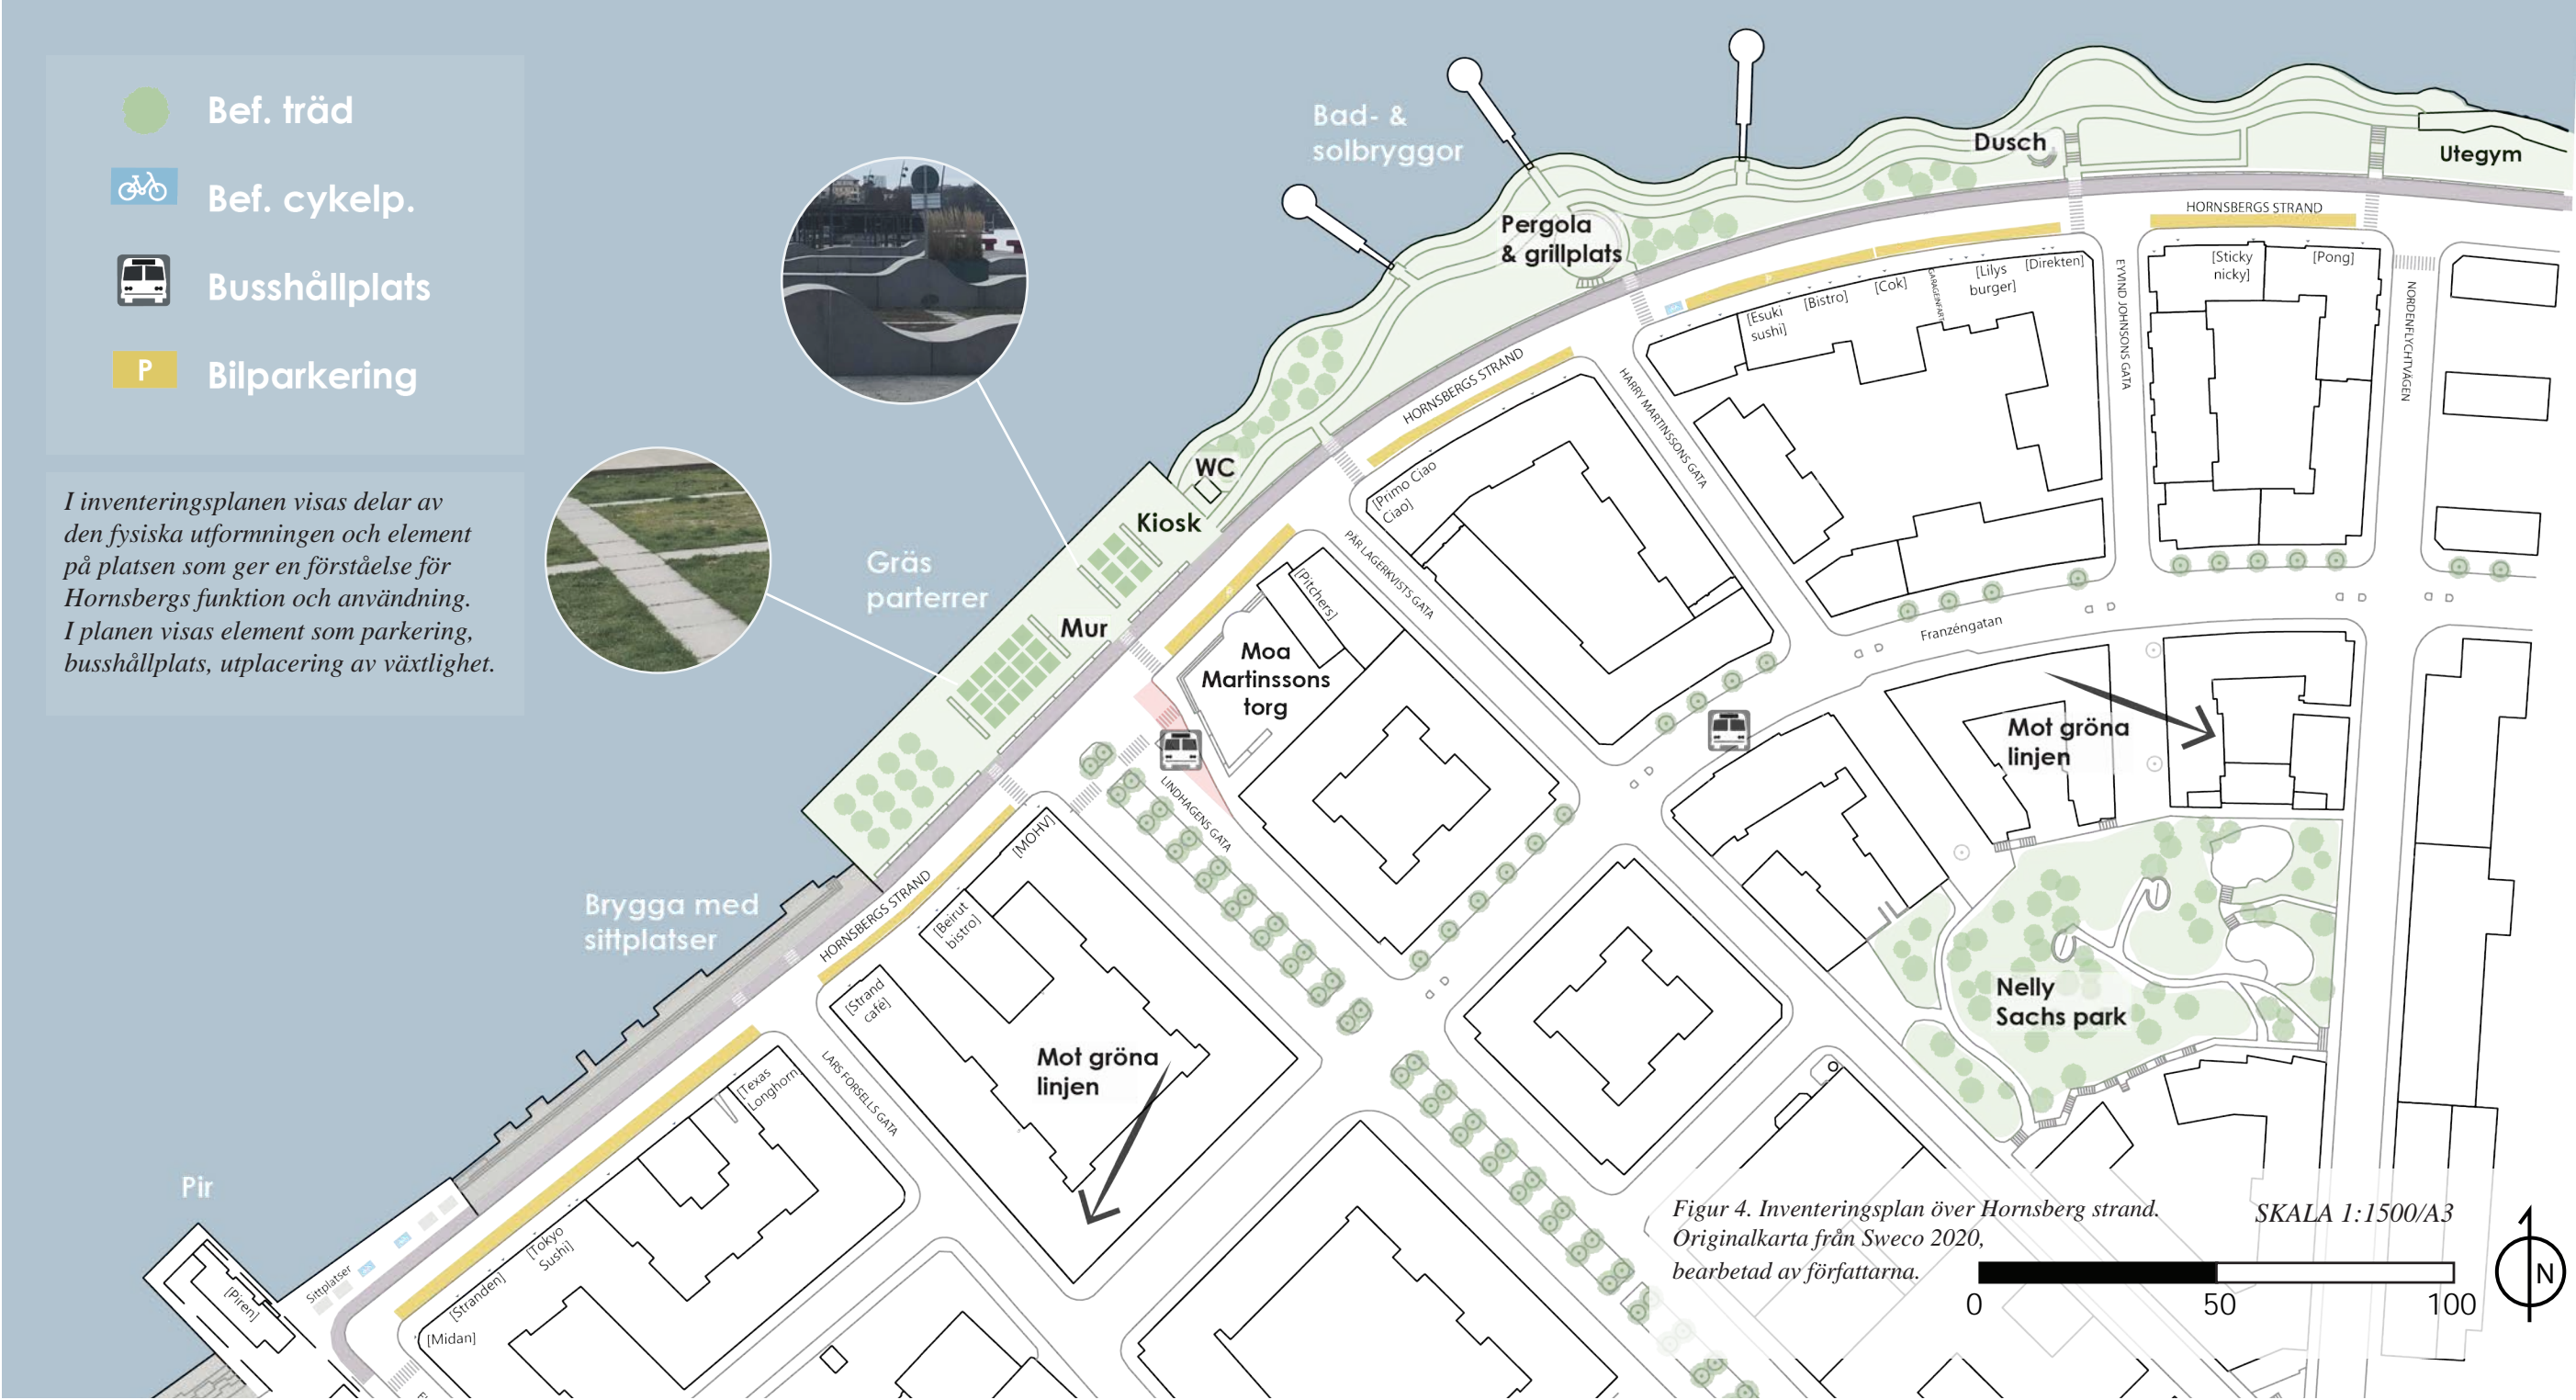 Bef. träd
Bef. cykelp.
Busshållplats
P
Bilparkering
I inventeringsplanen visas delar av
den fysiska utformningen och element
på platsen som ger en förståelse för
Hornsbergs funktion och användning.
I planen visas element som parkering,
busshållplats, utplacering av växtlighet.
Bad- &
solbryggor
Pergola
& grillplats
Dusch
Utegym
HORNSBERGS STRAND
[Sticky
nicky]
[Pong]
[Direkten]
[Lilys
burger]
GARAGEINFART
[Cok]
[Bistro]
[Esuki
sushi]
P
EYVIND JOHNSONS GATA
NORDENFLYCHTVÄGEN
HORNSBERGS STRAND
HARRY MARTINSSONS GATA
[Primo Ciao
Ciao]
WC
Kiosk
PÄR LAGERKVISTS GATA
P
[Pitchers]
Gräs
parterrer
Mur
Moa
Martinssons
torg
Franzéngatan
Mot gröna
linjen
LINDHAGENS GATA
[MOHV]
HORNSBERGS STRAND
[Beirut
bistro]
Brygga med
sittplatser
[Strand
café]
Nelly
Sachs park
Mot gröna
linjen
LARS FORSELLS GATA
[Texas
Longhorn]
Pir
[Tokyo
Sushi]
Sittplatser
[Stranden]
[Piren]
[Midan]
Figur 4. Inventeringsplan över Hornsberg strand.
Originalkarta från Sweco 2020,
bearbetad av författarna.
SKALA 1:1500/A3
0 50 100
N